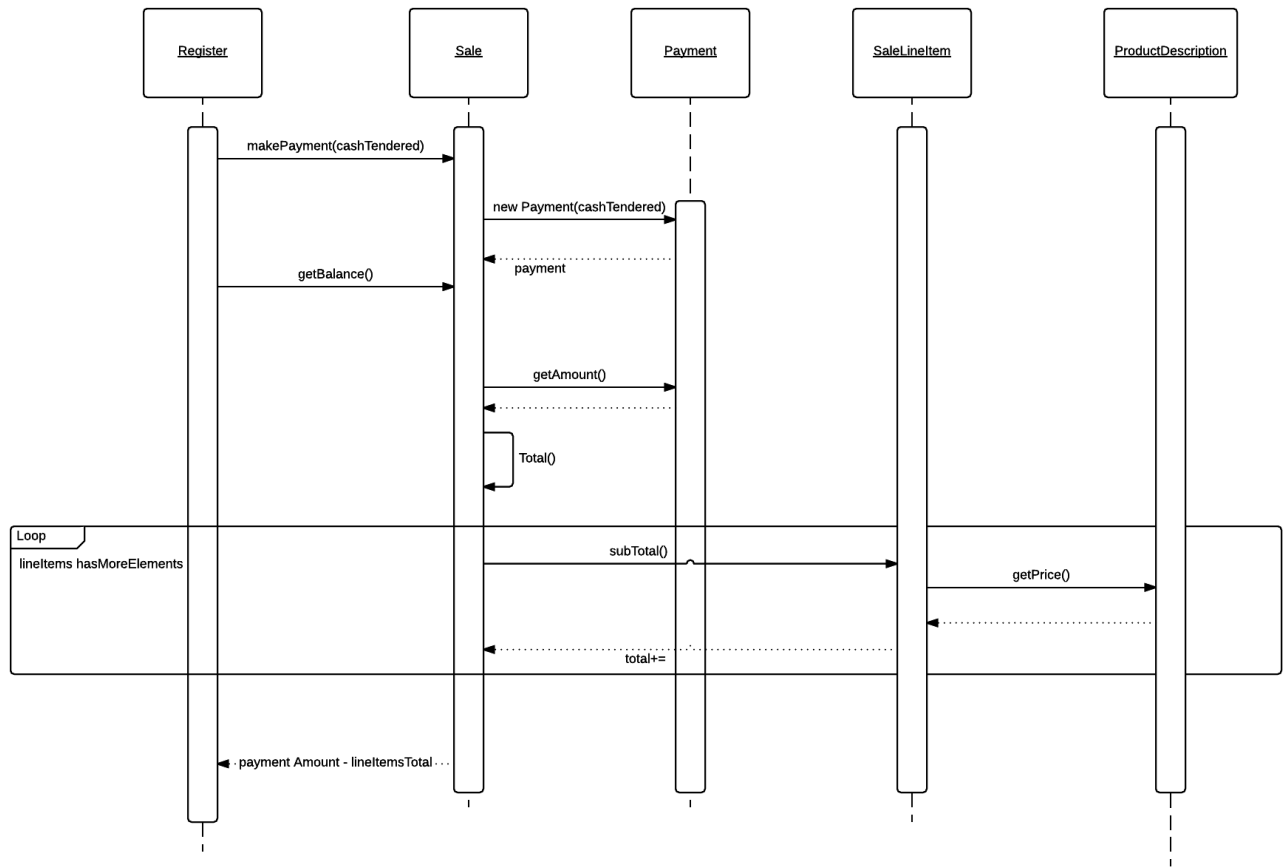 Register
Sale
Payment
SaleLineItem
ProductDescription
makePayment(cashTendered)
new Payment(cashTendered)
payment
getBalance()
getAmount()
Total()
Loop
lineItems hasMoreElements
subTotal()
getPrice()
total+=
payment Amount - lineItemsTotal